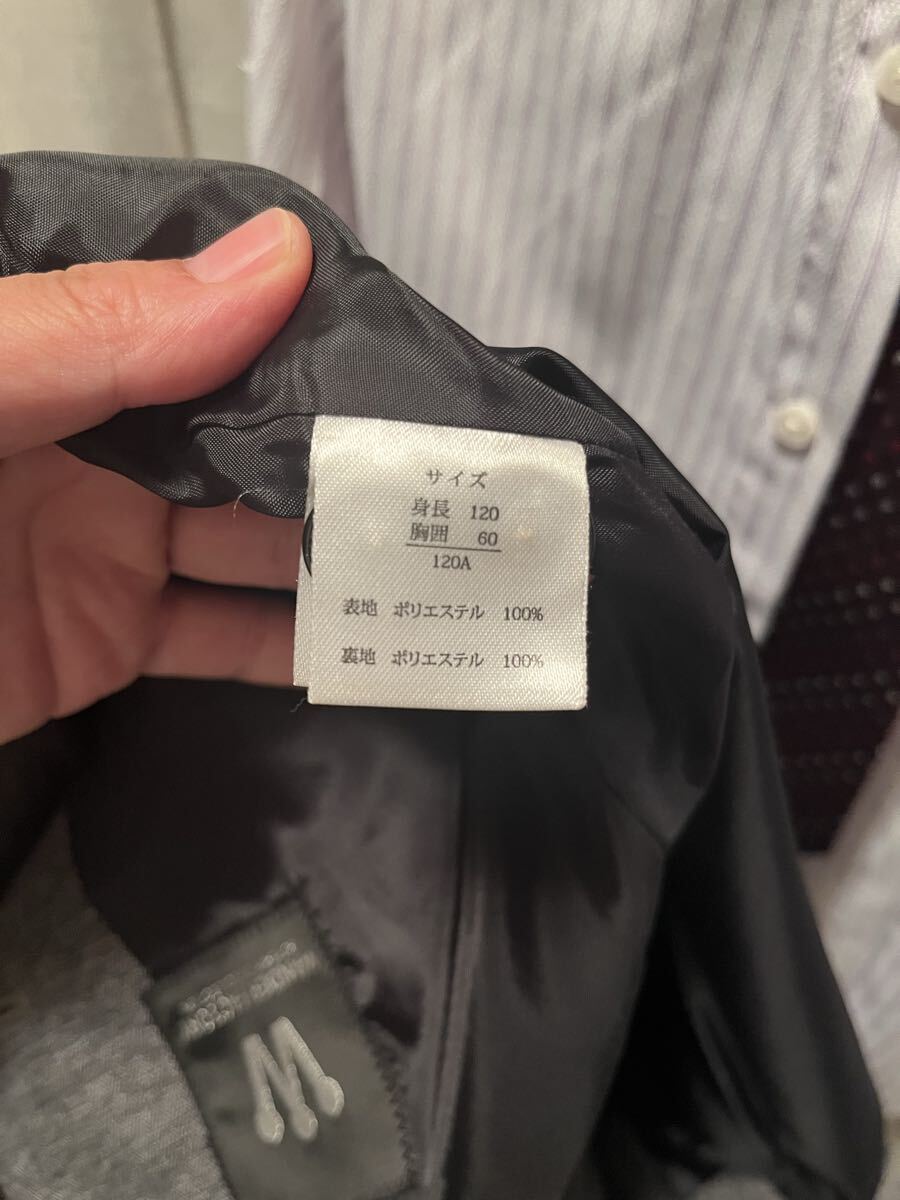 サイズ
身長 120
胸囲 60
120A
表地 ポリエステル 100%
裏地 ポリエステル 100%